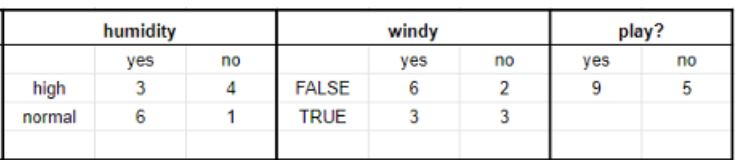 humidity windy play?
yes no yes no yes no
high 3 4 FALSE 6 2 9 5
normal 6 1 TRUE 3 3